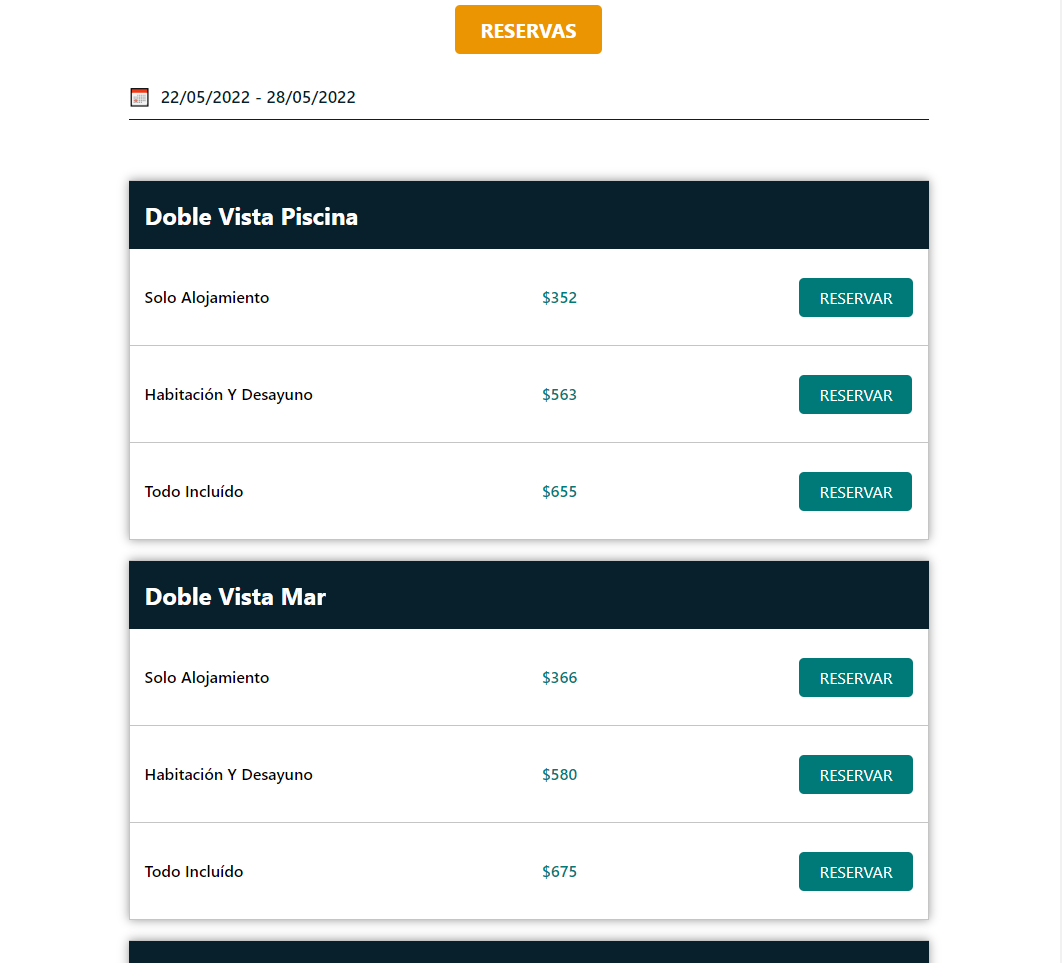 RESERVAS
22/05/2022 - 28/05/2022
Doble Vista Piscina
Solo Alojamiento $352 RESERVAR
Habitación Y Desayuno $563 RESERVAR
Todo Incluído $655 RESERVAR
Doble Vista Mar
Solo Alojamiento $366 RESERVAR
Habitación Y Desayuno $580 RESERVAR
Todo Incluído $675 RESERVAR